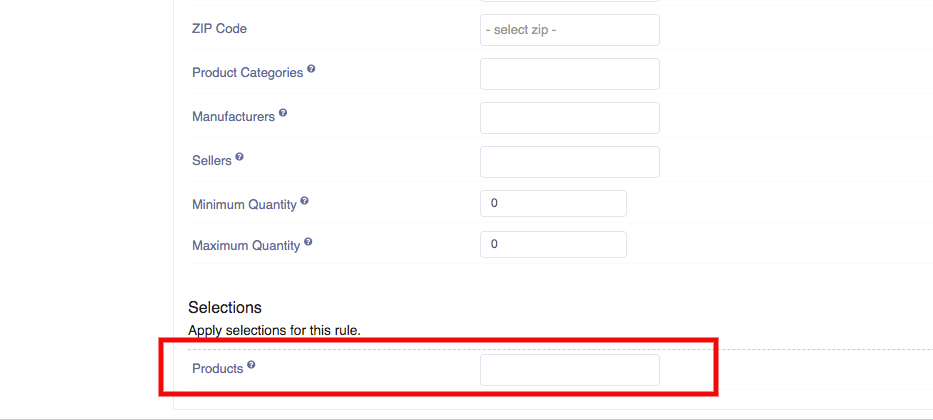 ZIP Code
- select zip -
Product Categories ?
Manufacturers ?
Sellers ?
Minimum Quantity ?
0
Maximum Quantity ?
0
Selections
Apply selections for this rule.
Products ?